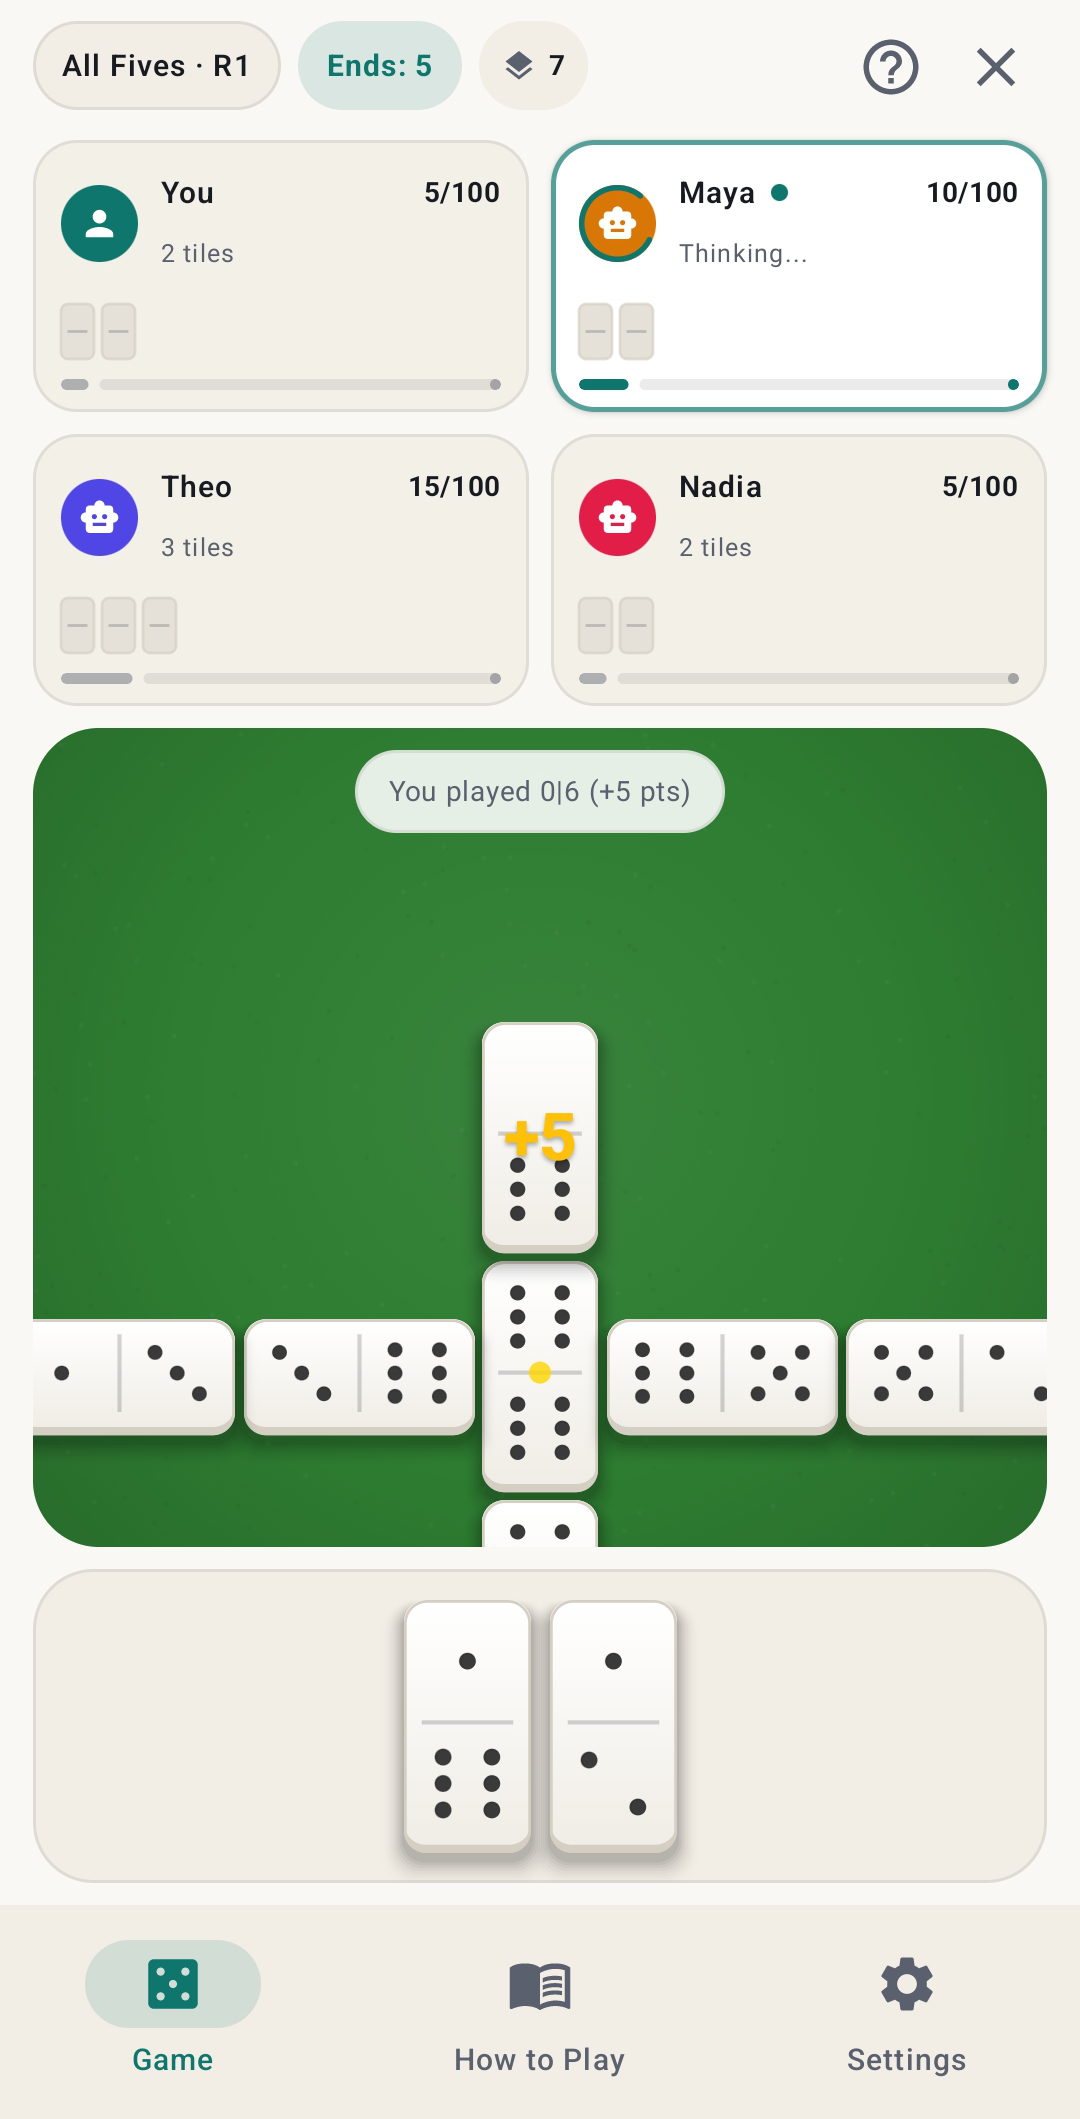 All Fives · R1
Ends: 5
7
You
5/100
2 tiles
Maya
10/100
Thinking...
Theo
15/100
3 tiles
Nadia
5/100
2 tiles
You played 0|6 (+5 pts)
+5
Game
How to Play
Settings